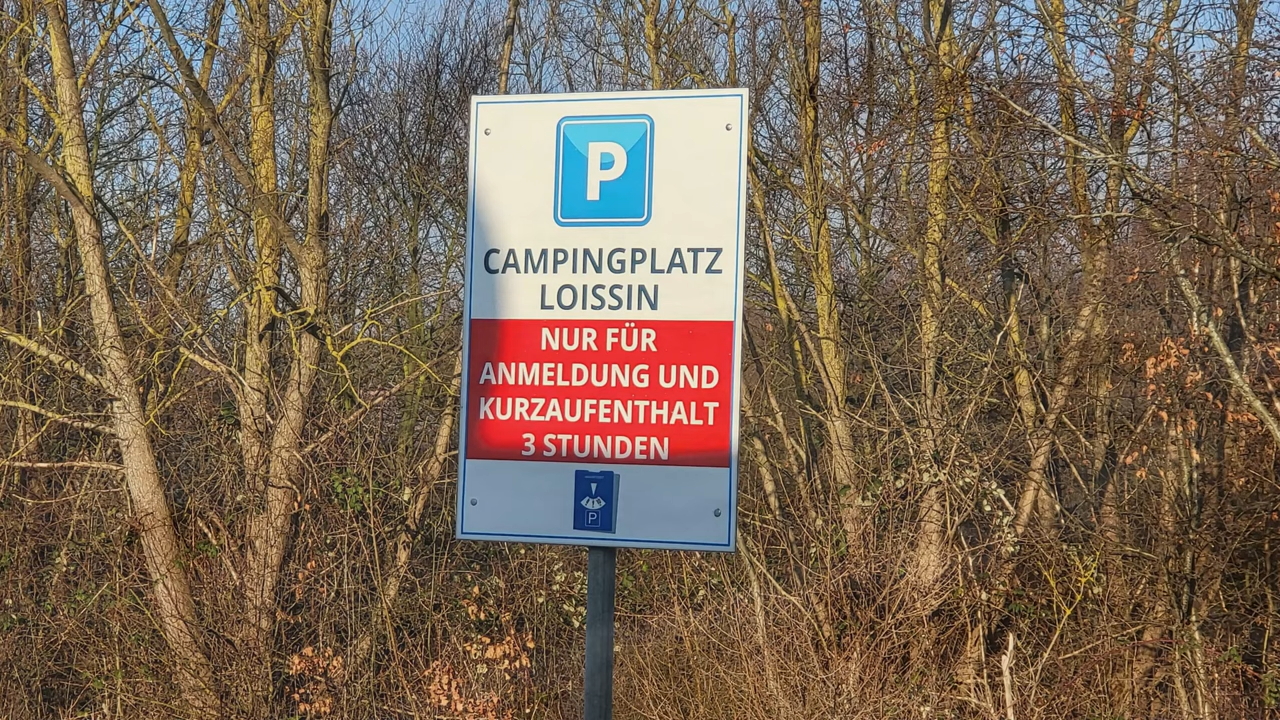 P
CAMPINGPLATZ
LOISSIN
NUR FÜR
ANMELDUNG UND
KURZAUFENTHALT
3 STUNDEN
P